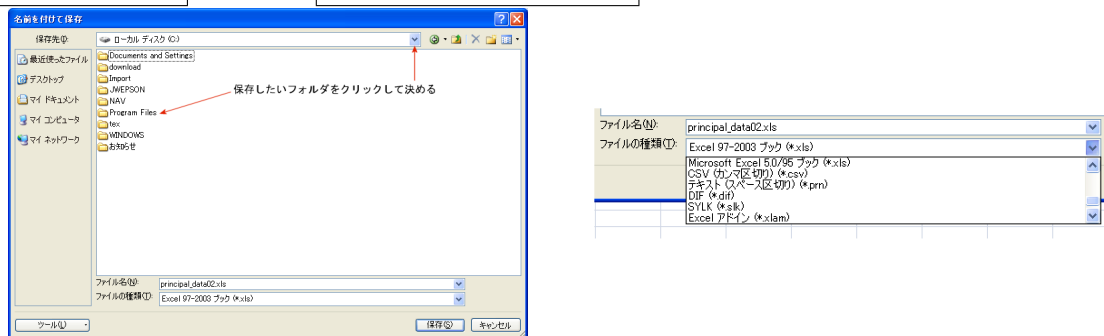 名前を付けて保存
保存先(I):
ローカル ディスク (C:)
最近使ったファイル
デスクトップ
マイ ドキュメント
マイ コンピュータ
マイ ネットワーク
Documents and Settings
download
Import
JWEPSON
NAV
Program Files
tex
WINDOWS
お知らせ
保存したいフォルダをクリックして決める
ファイル名(N):
principal_data02.xls
ファイルの種類(T):
Excel 97-2003 ブック (*.xls)
ツール(L)
保存(S)
キャンセル
ファイル名(N):
principal_data02.xls
ファイルの種類(T):
Excel 97-2003 ブック (*.xls)
Microsoft Excel 5.0/95 ブック (*.xls)
CSV (カンマ区切り) (*.csv)
テキスト (スペース区切り) (*.prn)
DIF (*.dif)
SYLK (*.slk)
Excel アドイン (*.xlam)